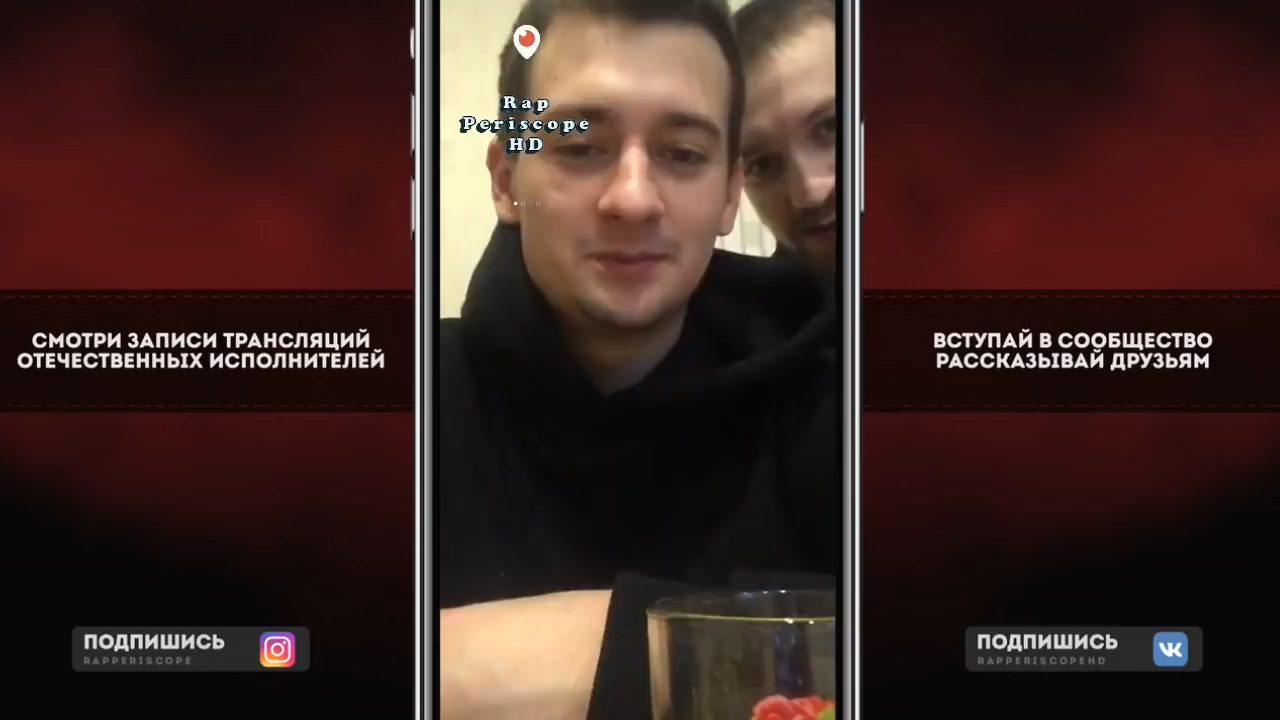 Rap
Periscope
HD
СМОТРИ ЗАПИСИ ТРАНСЛЯЦИЙ
ОТЕЧЕСТВЕННЫХ ИСПОЛНИТЕЛЕЙ
ВСТУПАЙ В СООБЩЕСТВО
РАССКАЗЫВАЙ ДРУЗЬЯМ
ПОДПИШИСЬ
RAPPERISCOPE
ПОДПИШИСЬ
RAPPERISCOPEHD